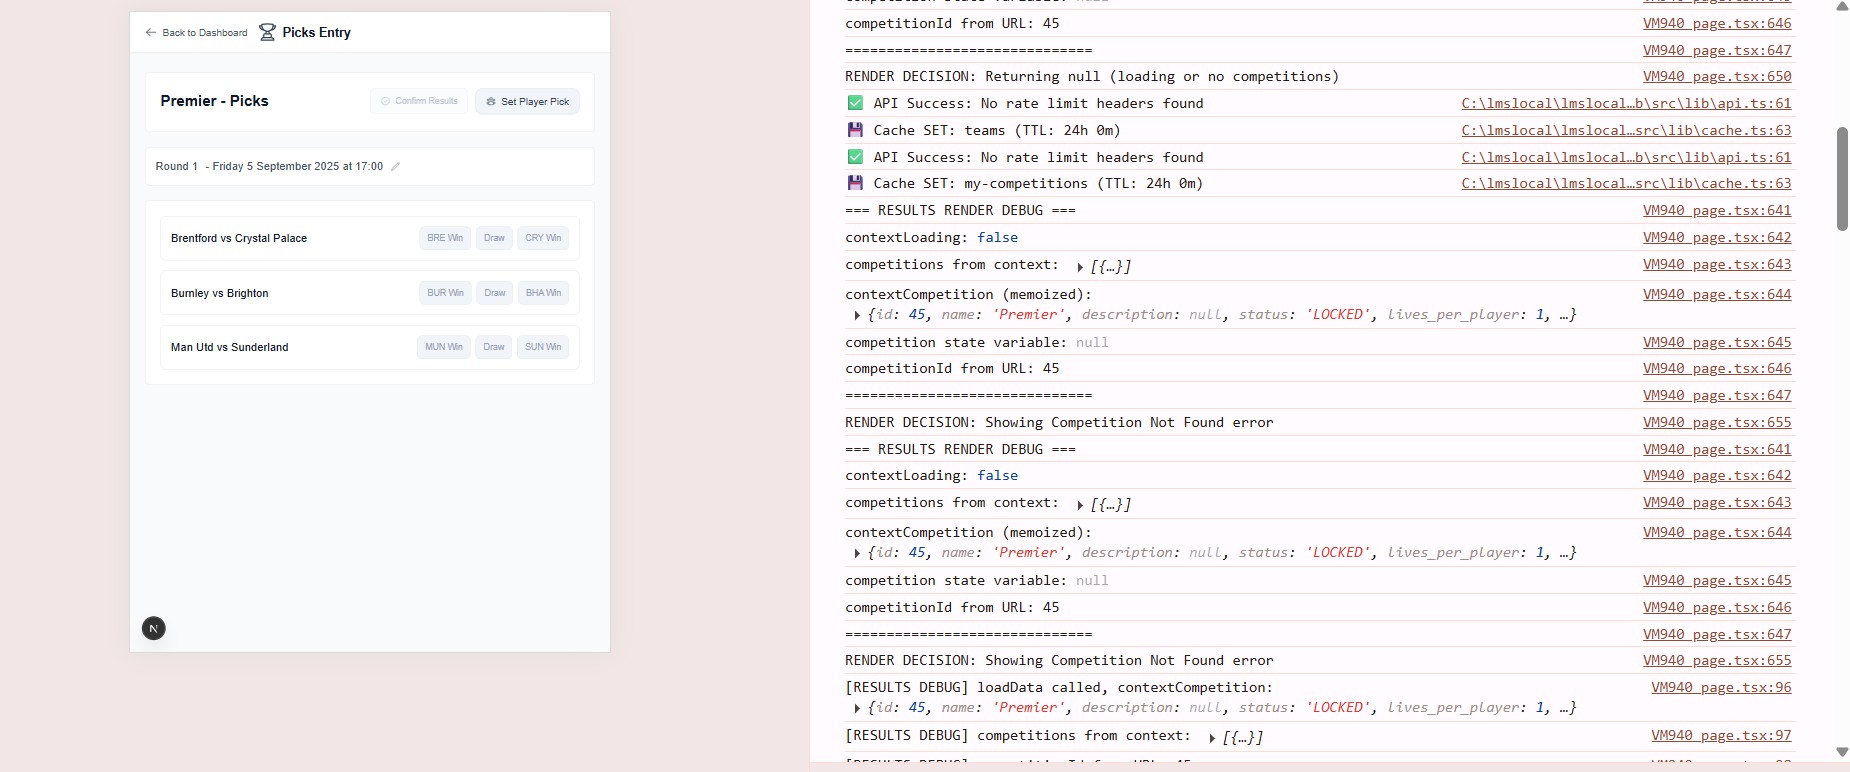 Back to Dashboard Picks Entry
Premier - Picks
Confirm Results Set Player Pick
Round 1 - Friday 5 September 2025 at 17:00
Brentford vs Crystal Palace BRE Win Draw CRY Win
Burnley vs Brighton BUR Win Draw BHA Win
Man Utd vs Sunderland MUN Win Draw SUN Win
N
competitionId from URL: 45 VM940 page.tsx:646
============================== VM940 page.tsx:647
RENDER DECISION: Returning null (loading or no competitions) VM940 page.tsx:650
✅ API Success: No rate limit headers found C:\lmslocal\lmslocal…b\src\lib\api.ts:61
💾 Cache SET: teams (TTL: 24h 0m) C:\lmslocal\lmslocal…src\lib\cache.ts:63
✅ API Success: No rate limit headers found C:\lmslocal\lmslocal…b\src\lib\api.ts:61
💾 Cache SET: my-competitions (TTL: 24h 0m) C:\lmslocal\lmslocal…src\lib\cache.ts:63
=== RESULTS RENDER DEBUG === VM940 page.tsx:641
contextLoading: false VM940 page.tsx:642
competitions from context: ▶ [{…}] VM940 page.tsx:643
contextCompetition (memoized): VM940 page.tsx:644
▶ {id: 45, name: 'Premier', description: null, status: 'LOCKED', lives_per_player: 1, …}
competition state variable: null VM940 page.tsx:645
competitionId from URL: 45 VM940 page.tsx:646
============================== VM940 page.tsx:647
RENDER DECISION: Showing Competition Not Found error VM940 page.tsx:655
=== RESULTS RENDER DEBUG === VM940 page.tsx:641
contextLoading: false VM940 page.tsx:642
competitions from context: ▶ [{…}] VM940 page.tsx:643
contextCompetition (memoized): VM940 page.tsx:644
▶ {id: 45, name: 'Premier', description: null, status: 'LOCKED', lives_per_player: 1, …}
competition state variable: null VM940 page.tsx:645
competitionId from URL: 45 VM940 page.tsx:646
============================== VM940 page.tsx:647
RENDER DECISION: Showing Competition Not Found error VM940 page.tsx:655
[RESULTS DEBUG] loadData called, contextCompetition: VM940 page.tsx:96
▶ {id: 45, name: 'Premier', description: null, status: 'LOCKED', lives_per_player: 1, …}
[RESULTS DEBUG] competitions from context: ▶ [{…}] VM940 page.tsx:97